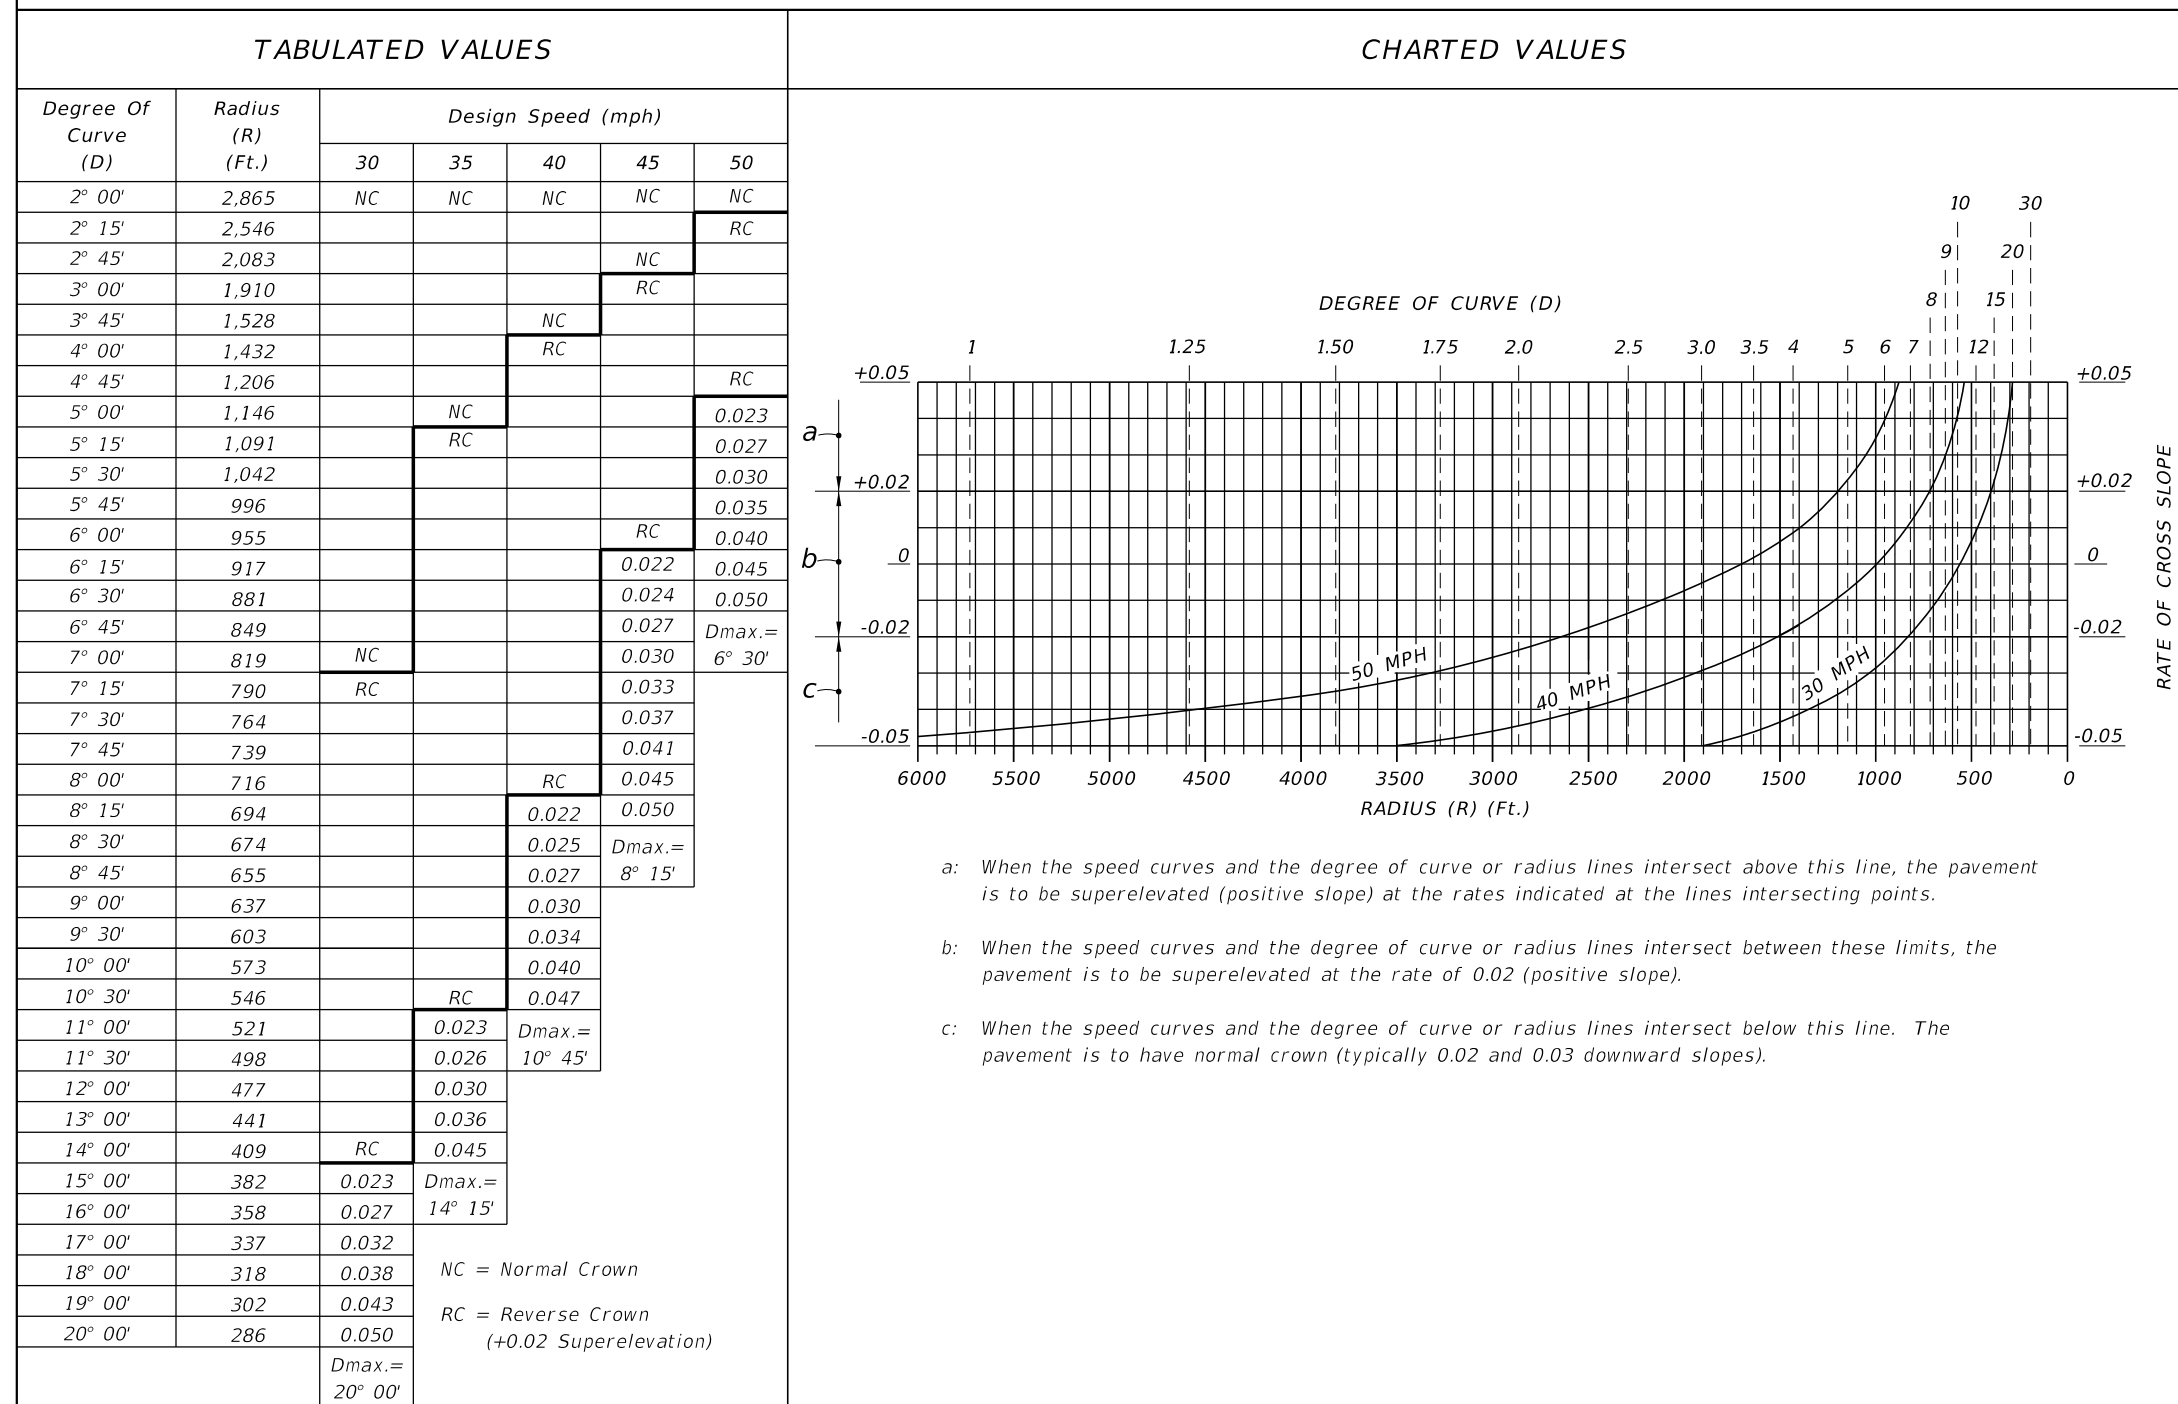 TABULATED VALUES
Degree Of Curve (D) Radius (R) (Ft.) Design Speed (mph)
30 35 40 45 50
2° 00' 2,865 NC NC NC NC NC
2° 15' 2,546 RC
2° 45' 2,083 NC
3° 00' 1,910 RC
3° 45' 1,528 NC
4° 00' 1,432 RC
4° 45' 1,206 RC
5° 00' 1,146 NC 0.023
5° 15' 1,091 RC 0.027
5° 30' 1,042 0.030
5° 45' 996 0.035
6° 00' 955 RC 0.040
6° 15' 917 0.022 0.045
6° 30' 881 0.024 0.050
6° 45' 849 0.027 Dmax.=
7° 00' 819 NC 0.030 6° 30'
7° 15' 790 RC 0.033
7° 30' 764 0.037
7° 45' 739 0.041
8° 00' 716 RC 0.045
8° 15' 694 0.022 0.050
8° 30' 674 0.025 Dmax.=
8° 45' 655 0.027 8° 15'
9° 00' 637 0.030
9° 30' 603 0.034
10° 00' 573 0.040
10° 30' 546 RC 0.047
11° 00' 521 0.023 Dmax.=
11° 30' 498 0.026 10° 45'
12° 00' 477 0.030
13° 00' 441 0.036
14° 00' 409 RC 0.045
15° 00' 382 0.023 Dmax.=
16° 00' 358 0.027 14° 15'
17° 00' 337 0.032
18° 00' 318 0.038
19° 00' 302 0.043
20° 00' 286 0.050
Dmax.=
20° 00'
NC = Normal Crown
RC = Reverse Crown
(+0.02 Superelevation)
CHARTED VALUES
10 30
9 20
DEGREE OF CURVE (D) 8 15
1 1.25 1.50 1.75 2.0 2.5 3.0 3.5 4 5 6 7 12
+0.05 +0.05
a
+0.02 +0.02
b 0 0
-0.02 -0.02
c
-0.05 -0.05
50 MPH
40 MPH
30 MPH
RATE OF CROSS SLOPE
6000 5500 5000 4500 4000 3500 3000 2500 2000 1500 1000 500 0
RADIUS (R) (Ft.)
a: When the speed curves and the degree of curve or radius lines intersect above this line, the pavement
is to be superelevated (positive slope) at the rates indicated at the lines intersecting points.
b: When the speed curves and the degree of curve or radius lines intersect between these limits, the
pavement is to be superelevated at the rate of 0.02 (positive slope).
c: When the speed curves and the degree of curve or radius lines intersect below this line. The
pavement is to have normal crown (typically 0.02 and 0.03 downward slopes).